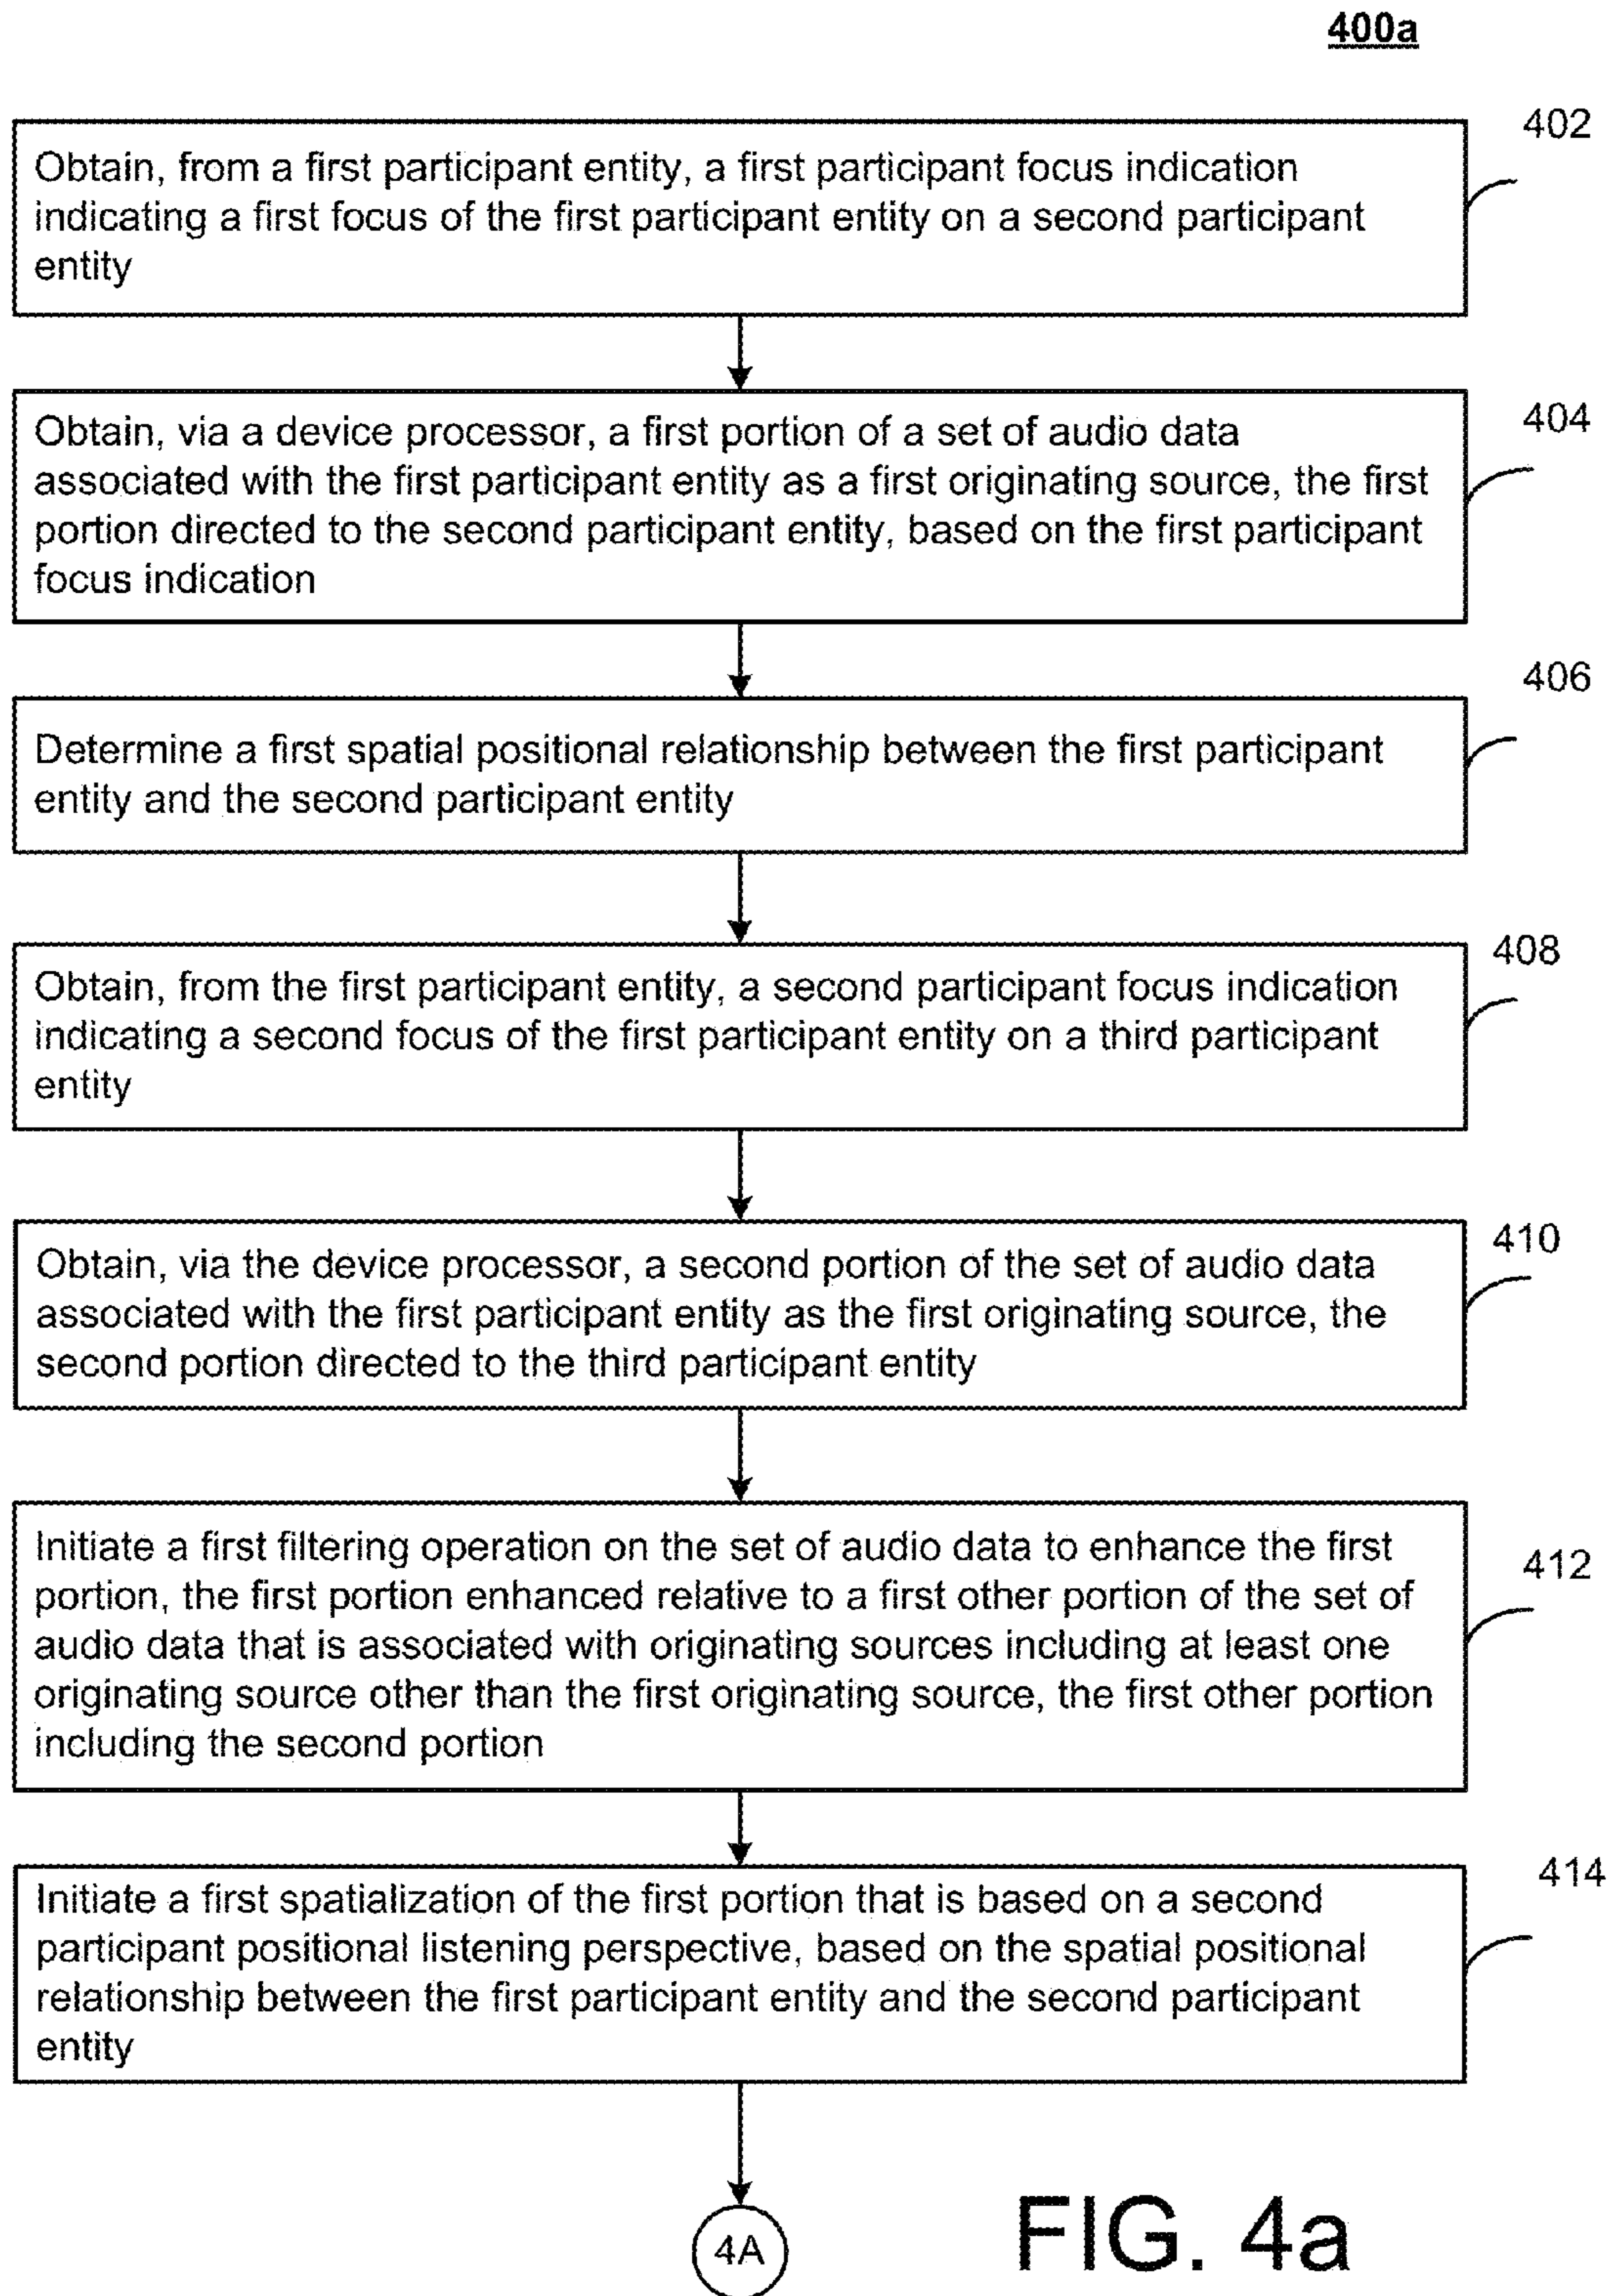 400a
402
Obtain, from a first participant entity, a first participant focus indication
indicating a first focus of the first participant entity on a second participant
entity
404
Obtain, via a device processor, a first portion of a set of audio data
associated with the first participant entity as a first originating source, the first
portion directed to the second participant entity, based on the first participant
focus indication
406
Determine a first spatial positional relationship between the first participant
entity and the second participant entity
408
Obtain, from the first participant entity, a second participant focus indication
indicating a second focus of the first participant entity on a third participant
entity
410
Obtain, via the device processor, a second portion of the set of audio data
associated with the first participant entity as the first originating source, the
second portion directed to the third participant entity
412
Initiate a first filtering operation on the set of audio data to enhance the first
portion, the first portion enhanced relative to a first other portion of the set of
audio data that is associated with originating sources including at least one
originating source other than the first originating source, the first other portion
including the second portion
414
Initiate a first spatialization of the first portion that is based on a second
participant positional listening perspective, based on the spatial positional
relationship between the first participant entity and the second participant
entity
4A
FIG. 4a